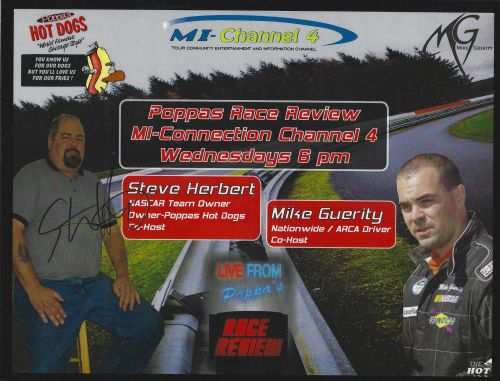 POPPAS
HOT DOGS
"World Famous
Chicago Style"
YOU KNOW US
FOR OUR DOGS
BUT YOU'LL LOVE US
FOR OUR FRIES!
MI-Channel 4
YOUR COMMUNITY ENTERTAINMENT AND INFORMATION CHANNEL
MG
MIKE GUERITY
Poppas Race Review
MI-Connection Channel 4
Wednesdays 6 pm
Steve Herbert
NASCAR Team Owner
Owner-Poppas Hot Dogs
Co-Host
Mike Guerity
Nationwide / ARCA Driver
Co-Host
LIVE FROM
Poppa's
RACE
REVIEW
NASCAR
SUNOCO
THE
HOT